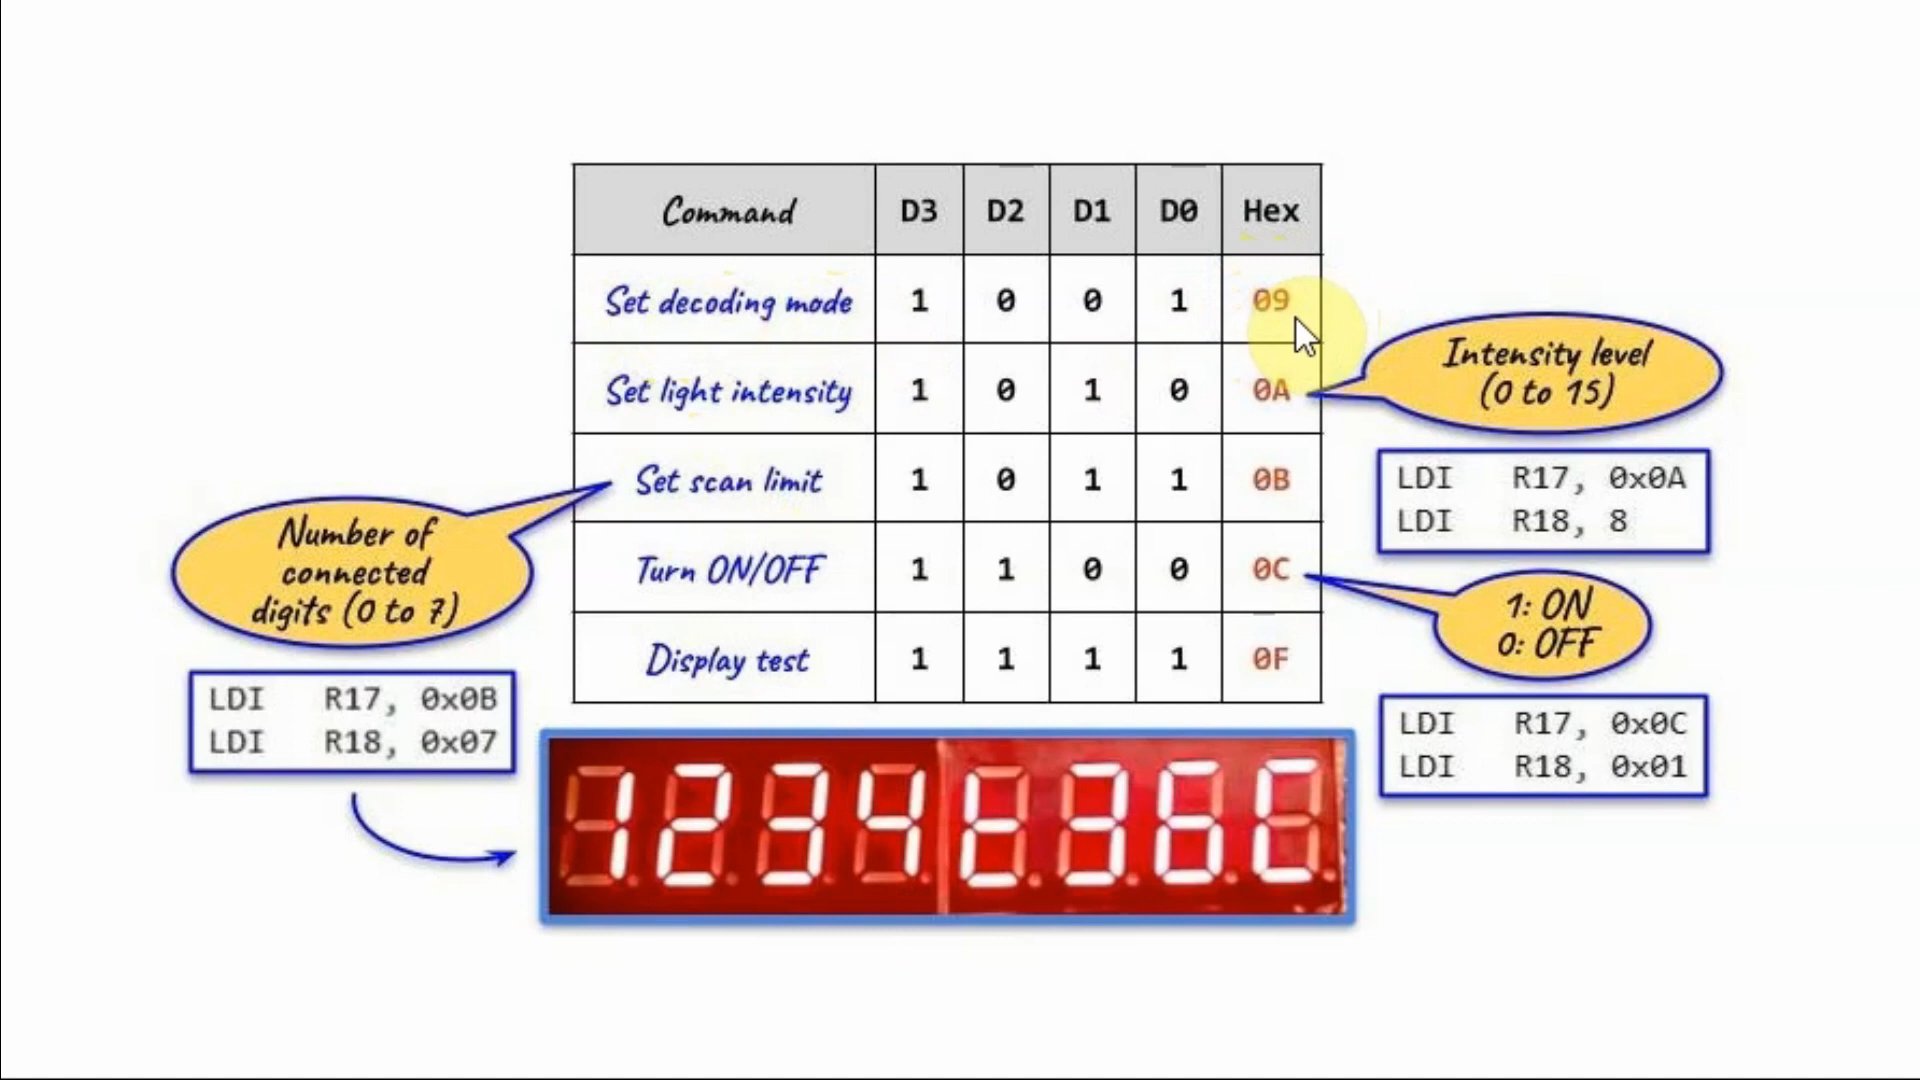 Command D3 D2 D1 D0 Hex
Set decoding mode 1 0 0 1 09
Set light intensity 1 0 1 0 0A
Set scan limit 1 0 1 1 0B
Turn ON/OFF 1 1 0 0 0C
Display test 1 1 1 1 0F
Intensity level
(0 to 15)
LDI R17, 0x0A
LDI R18, 8
Number of
connected
digits (0 to 7)
LDI R17, 0x0B
LDI R18, 0x07
1: ON
0: OFF
LDI R17, 0x0C
LDI R18, 0x01
1234